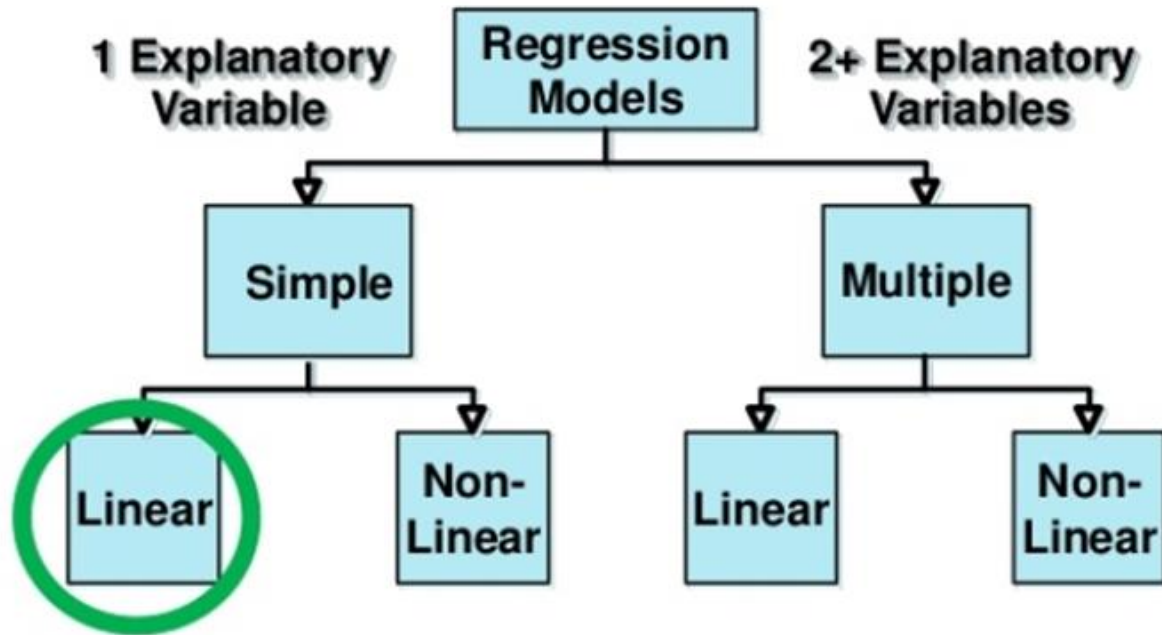 1 Explanatory
Variable
Regression
Models
2+ Explanatory
Variables
Simple
Multiple
Linear
Non-
Linear
Linear
Non-
Linear